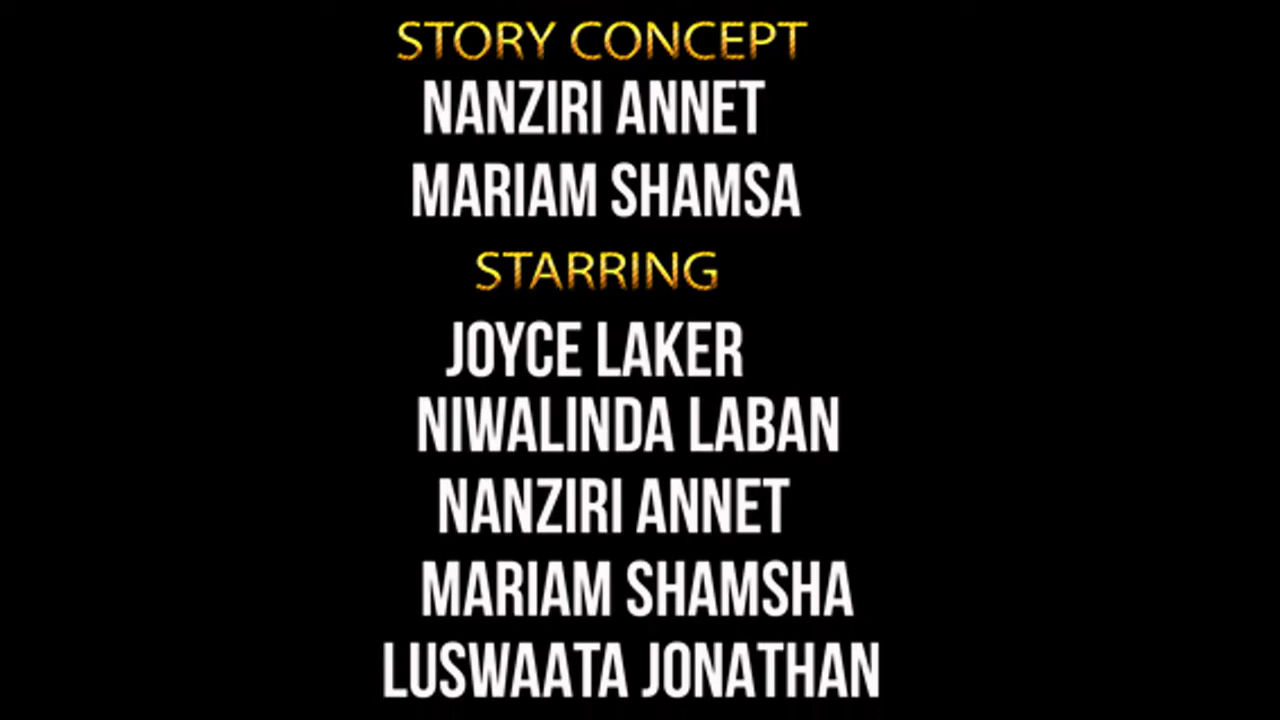 STORY CONCEPT
NANZIRI ANNET
MARIAM SHAMSA
STARRING
JOYCE LAKER
NIWALINDA LABAN
NANZIRI ANNET
MARIAM SHAMSHA
LUSWAATA JONATHAN